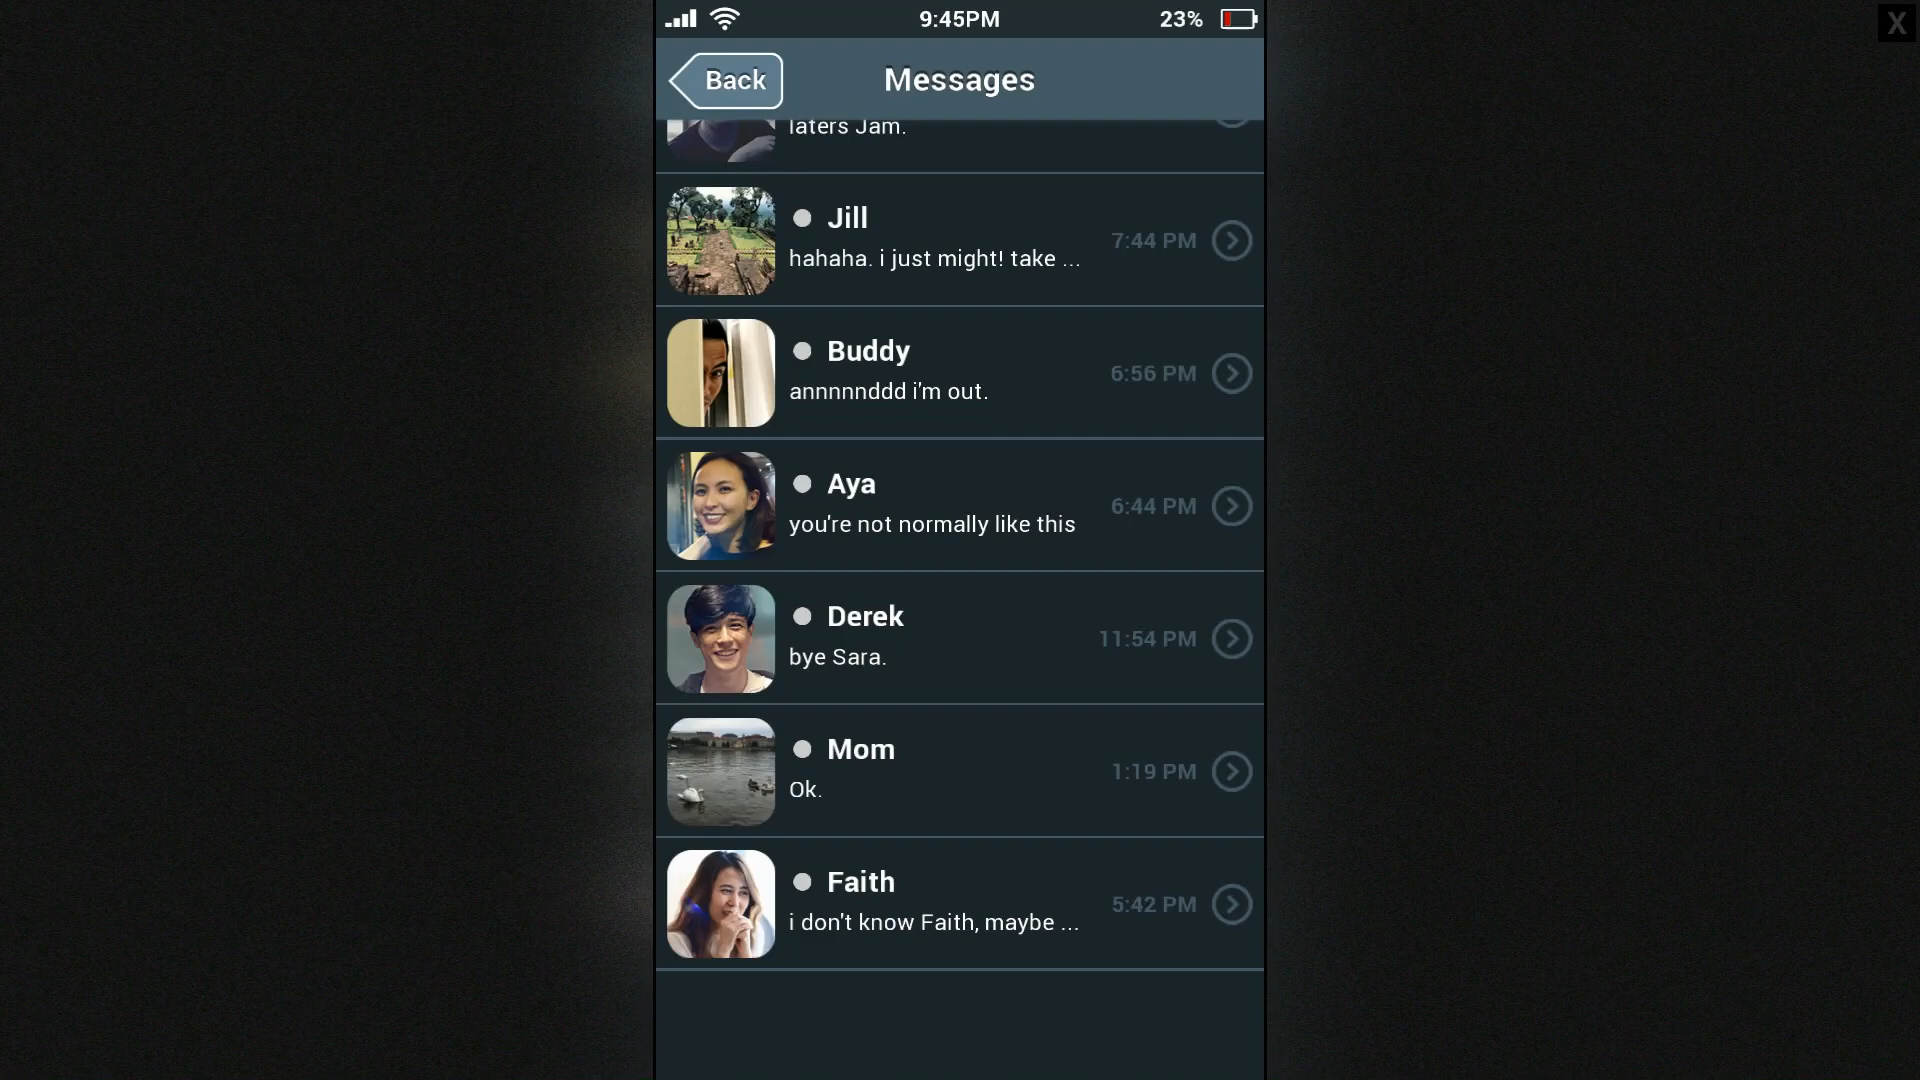 9:45PM
23%
X
Back
Messages
laters Jam.
Jill
7:44 PM
hahaha. i just might! take ...
Buddy
6:56 PM
annnnnddd i'm out.
Aya
6:44 PM
you're not normally like this
Derek
11:54 PM
bye Sara.
Mom
1:19 PM
Ok.
Faith
5:42 PM
i don't know Faith, maybe ...